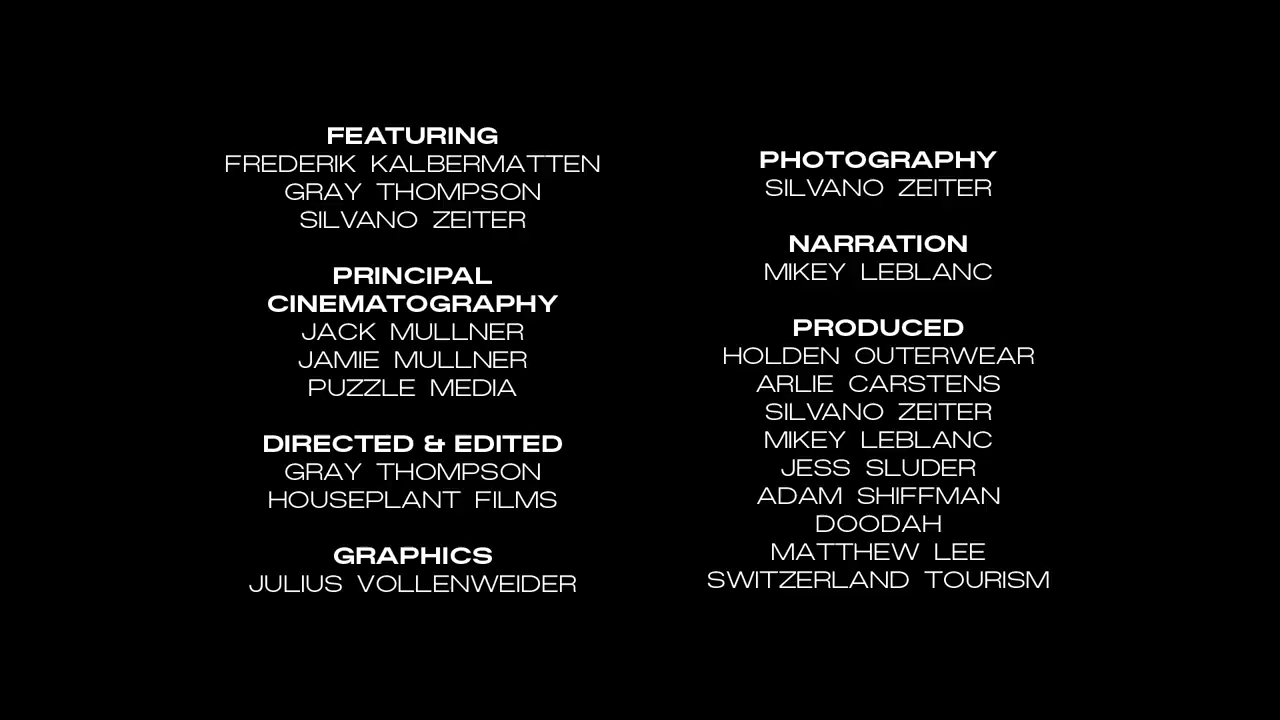 FEATURING
FREDERIK KALBERMATTEN
GRAY THOMPSON
SILVANO ZEITER
PRINCIPAL
CINEMATOGRAPHY
JACK MULLNER
JAMIE MULLNER
PUZZLE MEDIA
DIRECTED & EDITED
GRAY THOMPSON
HOUSEPLANT FILMS
GRAPHICS
JULIUS VOLLENWEIDER
PHOTOGRAPHY
SILVANO ZEITER
NARRATION
MIKEY LEBLANC
PRODUCED
HOLDEN OUTERWEAR
ARLIE CARSTENS
SILVANO ZEITER
MIKEY LEBLANC
JESS SLUDER
ADAM SHIFFMAN
DOODAH
MATTHEW LEE
SWITZERLAND TOURISM